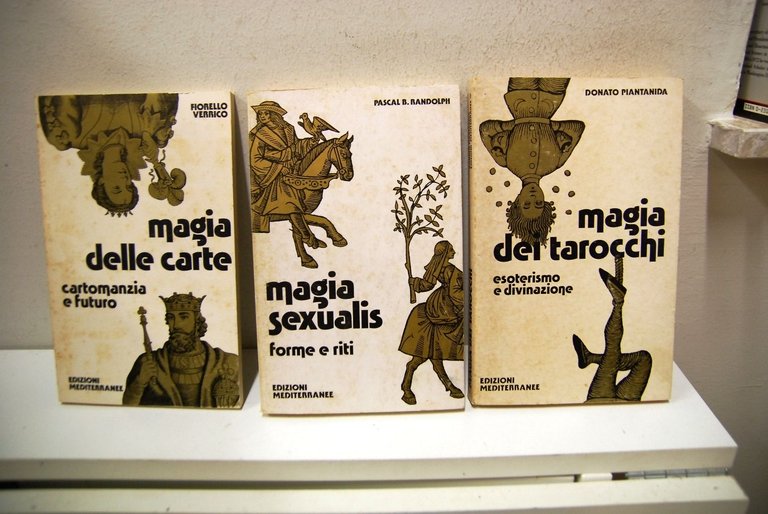 FIORELLO
VERRICO
magia
delle carte
cartomanzia
e futuro
EDIZIONI
MEDITERRANEE
PASCAL B. RANDOLPH
magia
sexualis
forme e riti
EDIZIONI
MEDITERRANEE
DONATO PIANTANIDA
magia
dei tarocchi
esoterismo
e divinazione
EDIZIONI
MEDITERRANEE